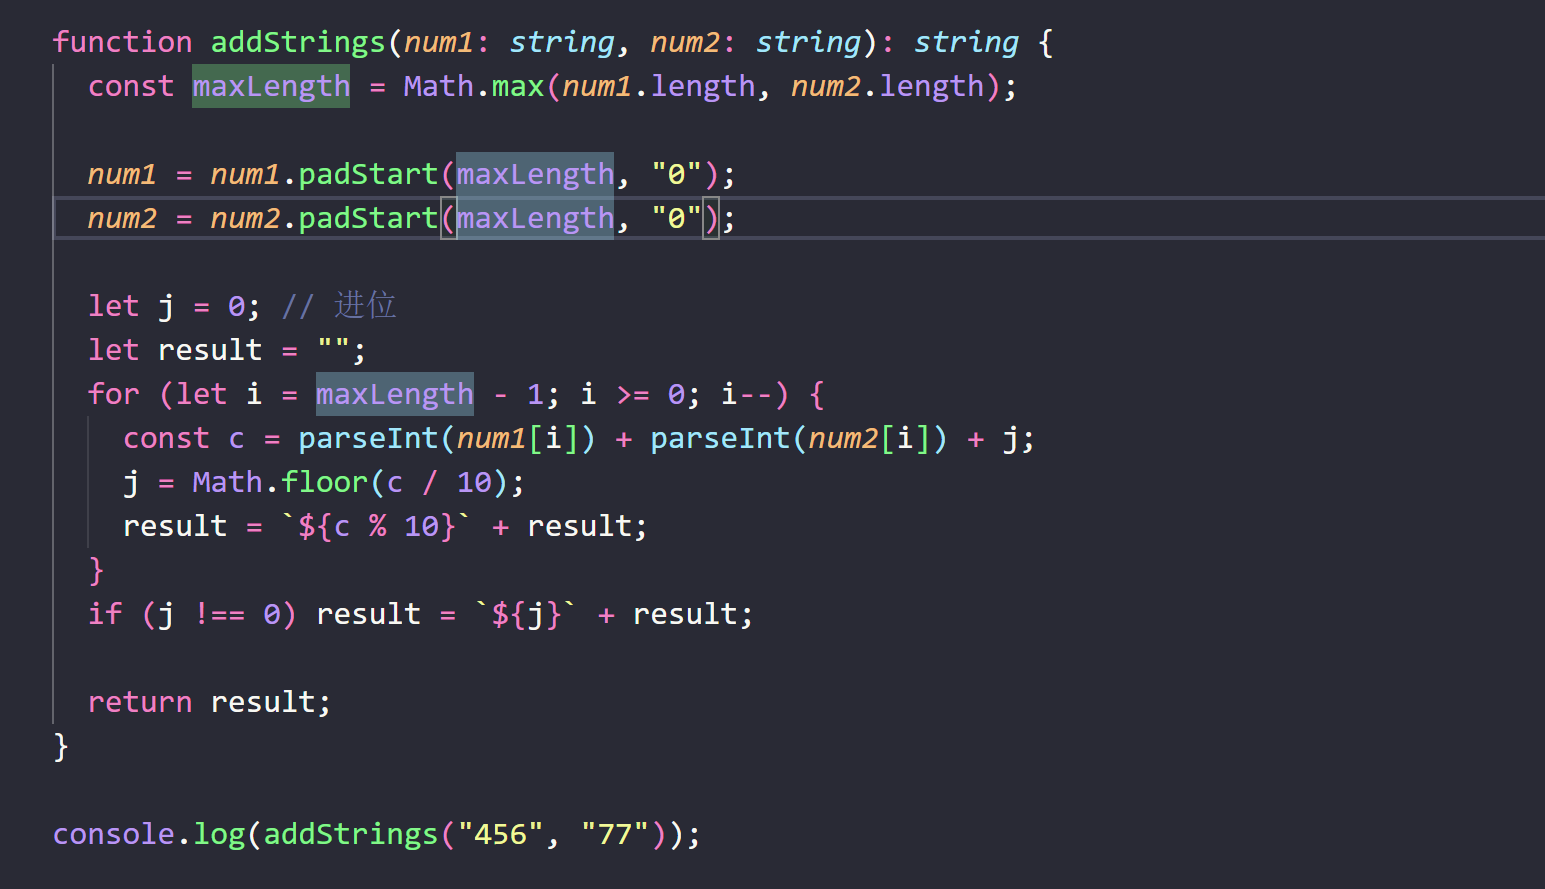 function addStrings(num1: string, num2: string): string {
  const maxLength = Math.max(num1.length, num2.length);
  num1 = num1.padStart(maxLength, "0");
  num2 = num2.padStart(maxLength, "0");
  let j = 0; // 进位
  let result = "";
  for (let i = maxLength - 1; i >= 0; i--) {
    const c = parseInt(num1[i]) + parseInt(num2[i]) + j;
    j = Math.floor(c / 10);
    result = `${c % 10}` + result;
  }
  if (j !== 0) result = `${j}` + result;
  return result;
}
console.log(addStrings("456", "77"));